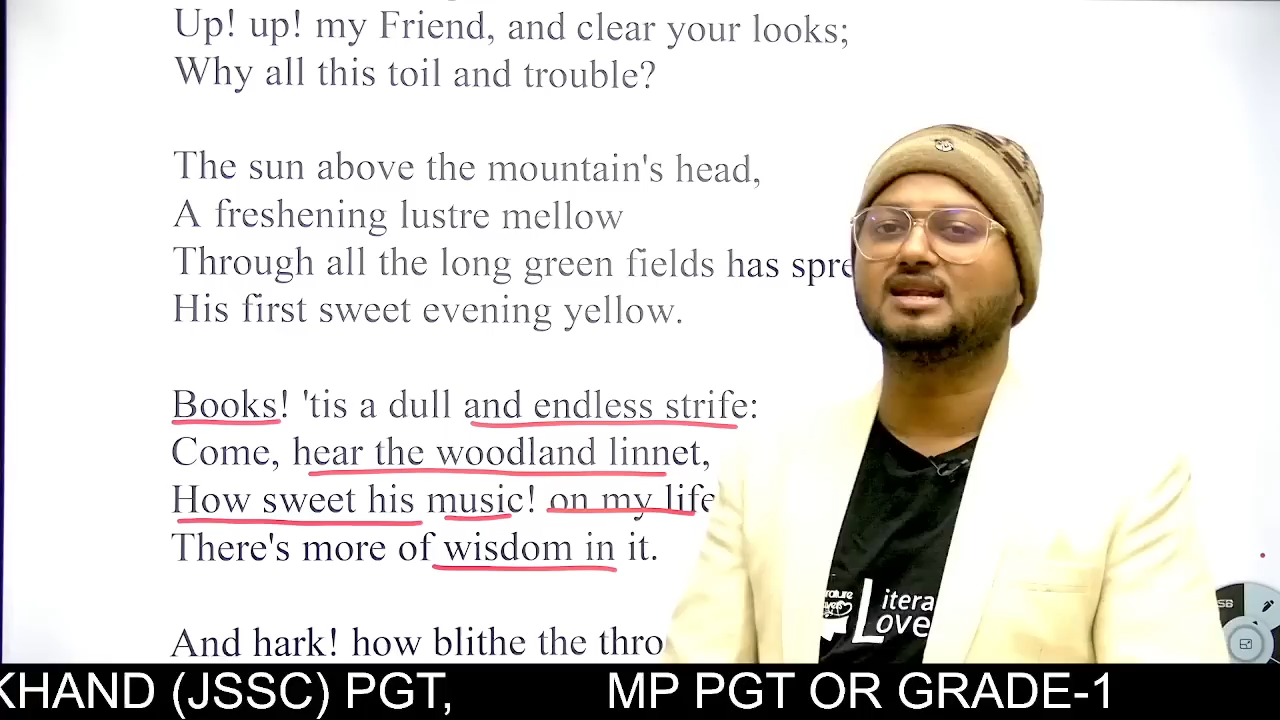 Up! up! my Friend, and clear your looks;
Why all this toil and trouble?
The sun above the mountain's head,
A freshening lustre mellow
Through all the long green fields has spre
His first sweet evening yellow.
Books! 'tis a dull and endless strife:
Come, hear the woodland linnet,
How sweet his music! on my life
There's more of wisdom in it.
And hark! how blithe the thro
Litera
Love
KHAND (JSSC) PGT, MP PGT OR GRADE-1